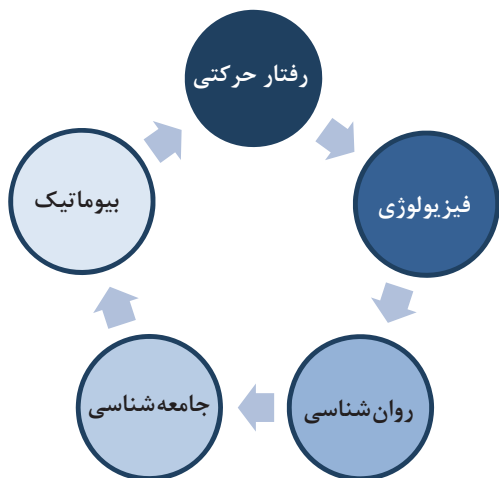 رفتار حرکتی
فیزیولوژی
روان‌شناسی
جامعه‌شناسی
بیوماتیک